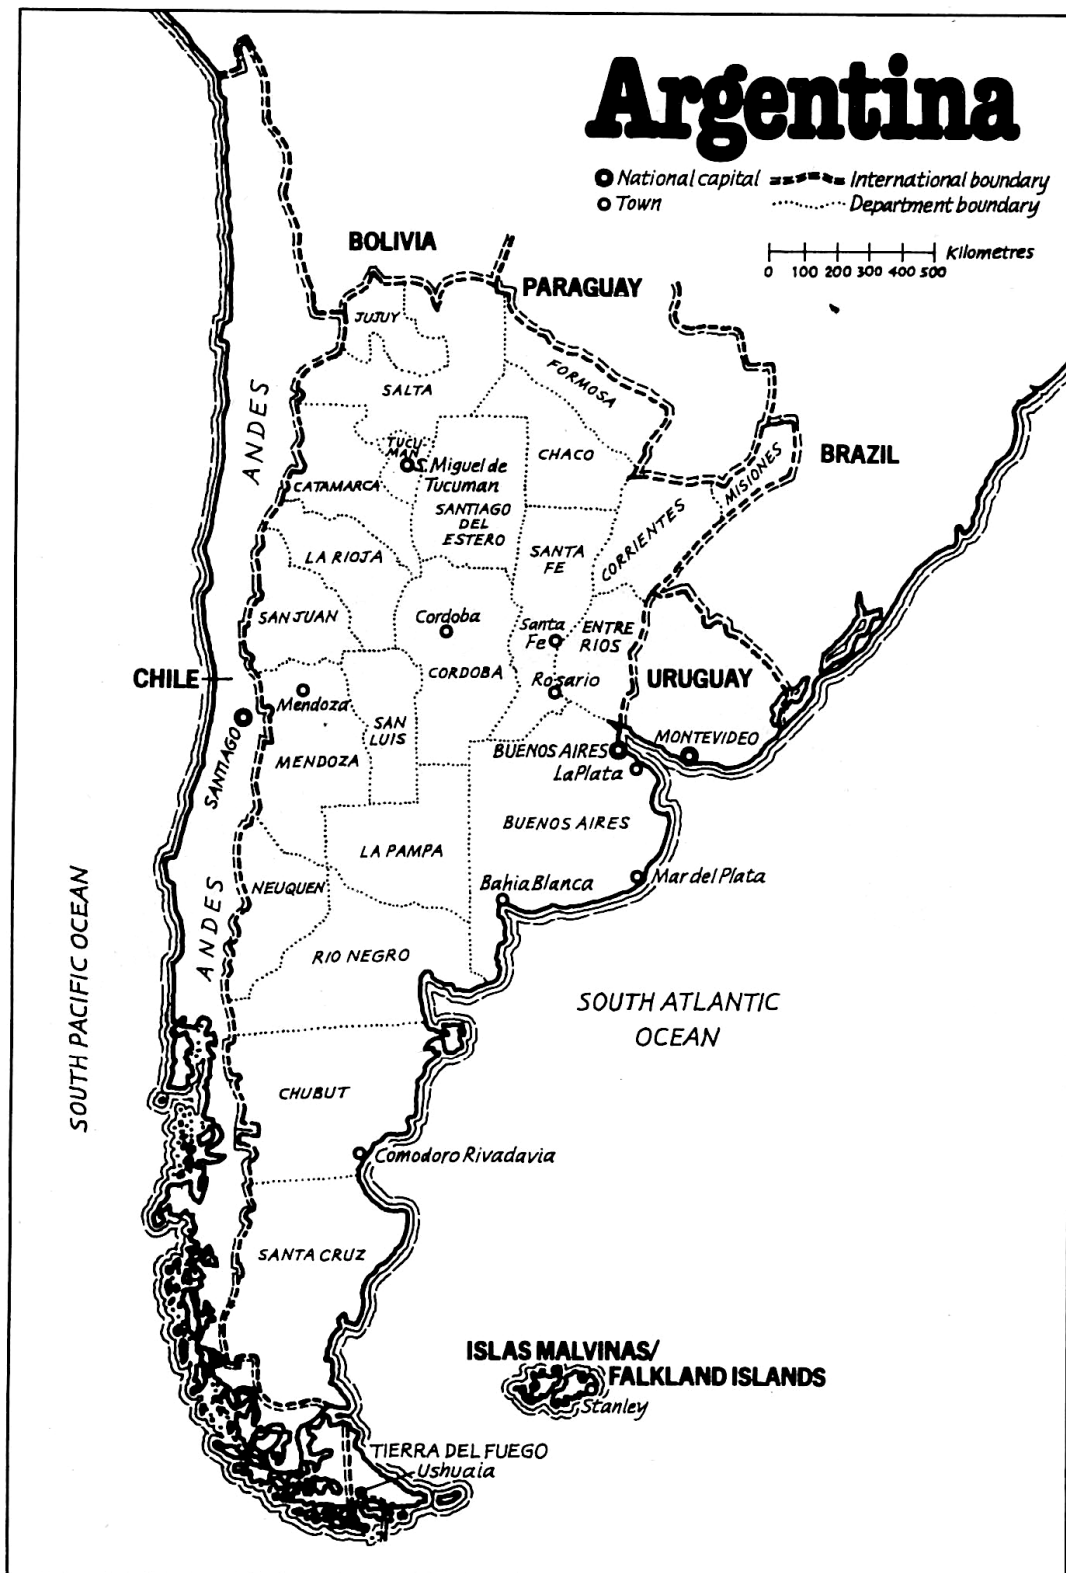 Argentina
National capital
International boundary
Town
Department boundary
Kilometres
0 100 200 300 400 500
BOLIVIA
PARAGUAY
JUJUY
FORMOSA
SALTA
ANDES
TUCU-
MAN
CHACO
MISIONES
BRAZIL
S. Miguel de
Tucuman
CATAMARCA
SANTIAGO
DEL
ESTERO
CORRIENTES
LA RIOJA
SANTA
FE
SAN JUAN
Cordoba
Santa
Fe
ENTRE
RIOS
CHILE
CORDOBA
Rosario
URUGUAY
Mendoza
SAN
LUIS
SANTIAGO
MENDOZA
BUENOS AIRES
MONTEVIDEO
La Plata
BUENOS AIRES
LA PAMPA
NEUQUEN
Bahia Blanca
Mar del Plata
ANDES
RIO NEGRO
SOUTH PACIFIC OCEAN
SOUTH ATLANTIC
OCEAN
CHUBUT
Comodoro Rivadavia
SANTA CRUZ
ISLAS MALVINAS/
FALKLAND ISLANDS
Stanley
TIERRA DEL FUEGO
Ushuaia